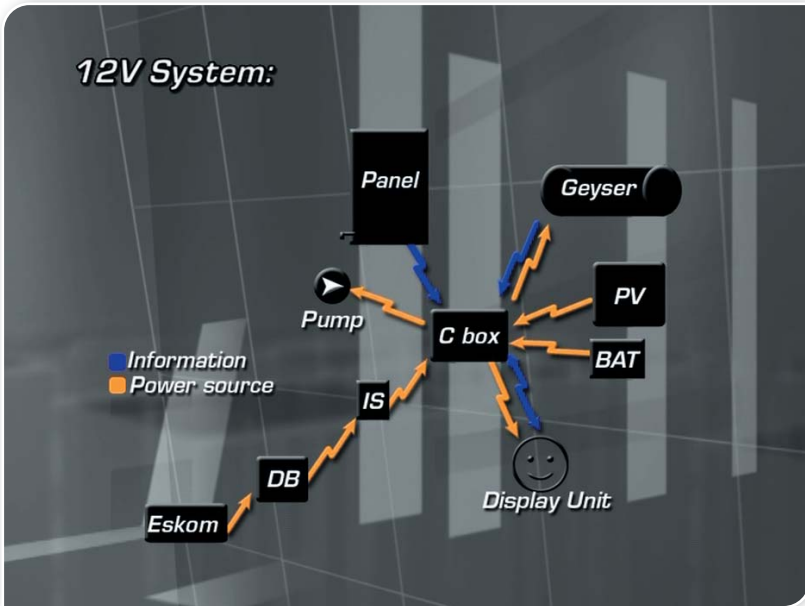 12V System:
Panel
Geyser
PV
Pump
C box
BAT
Information
Power source
IS
DB
Display Unit
Eskom